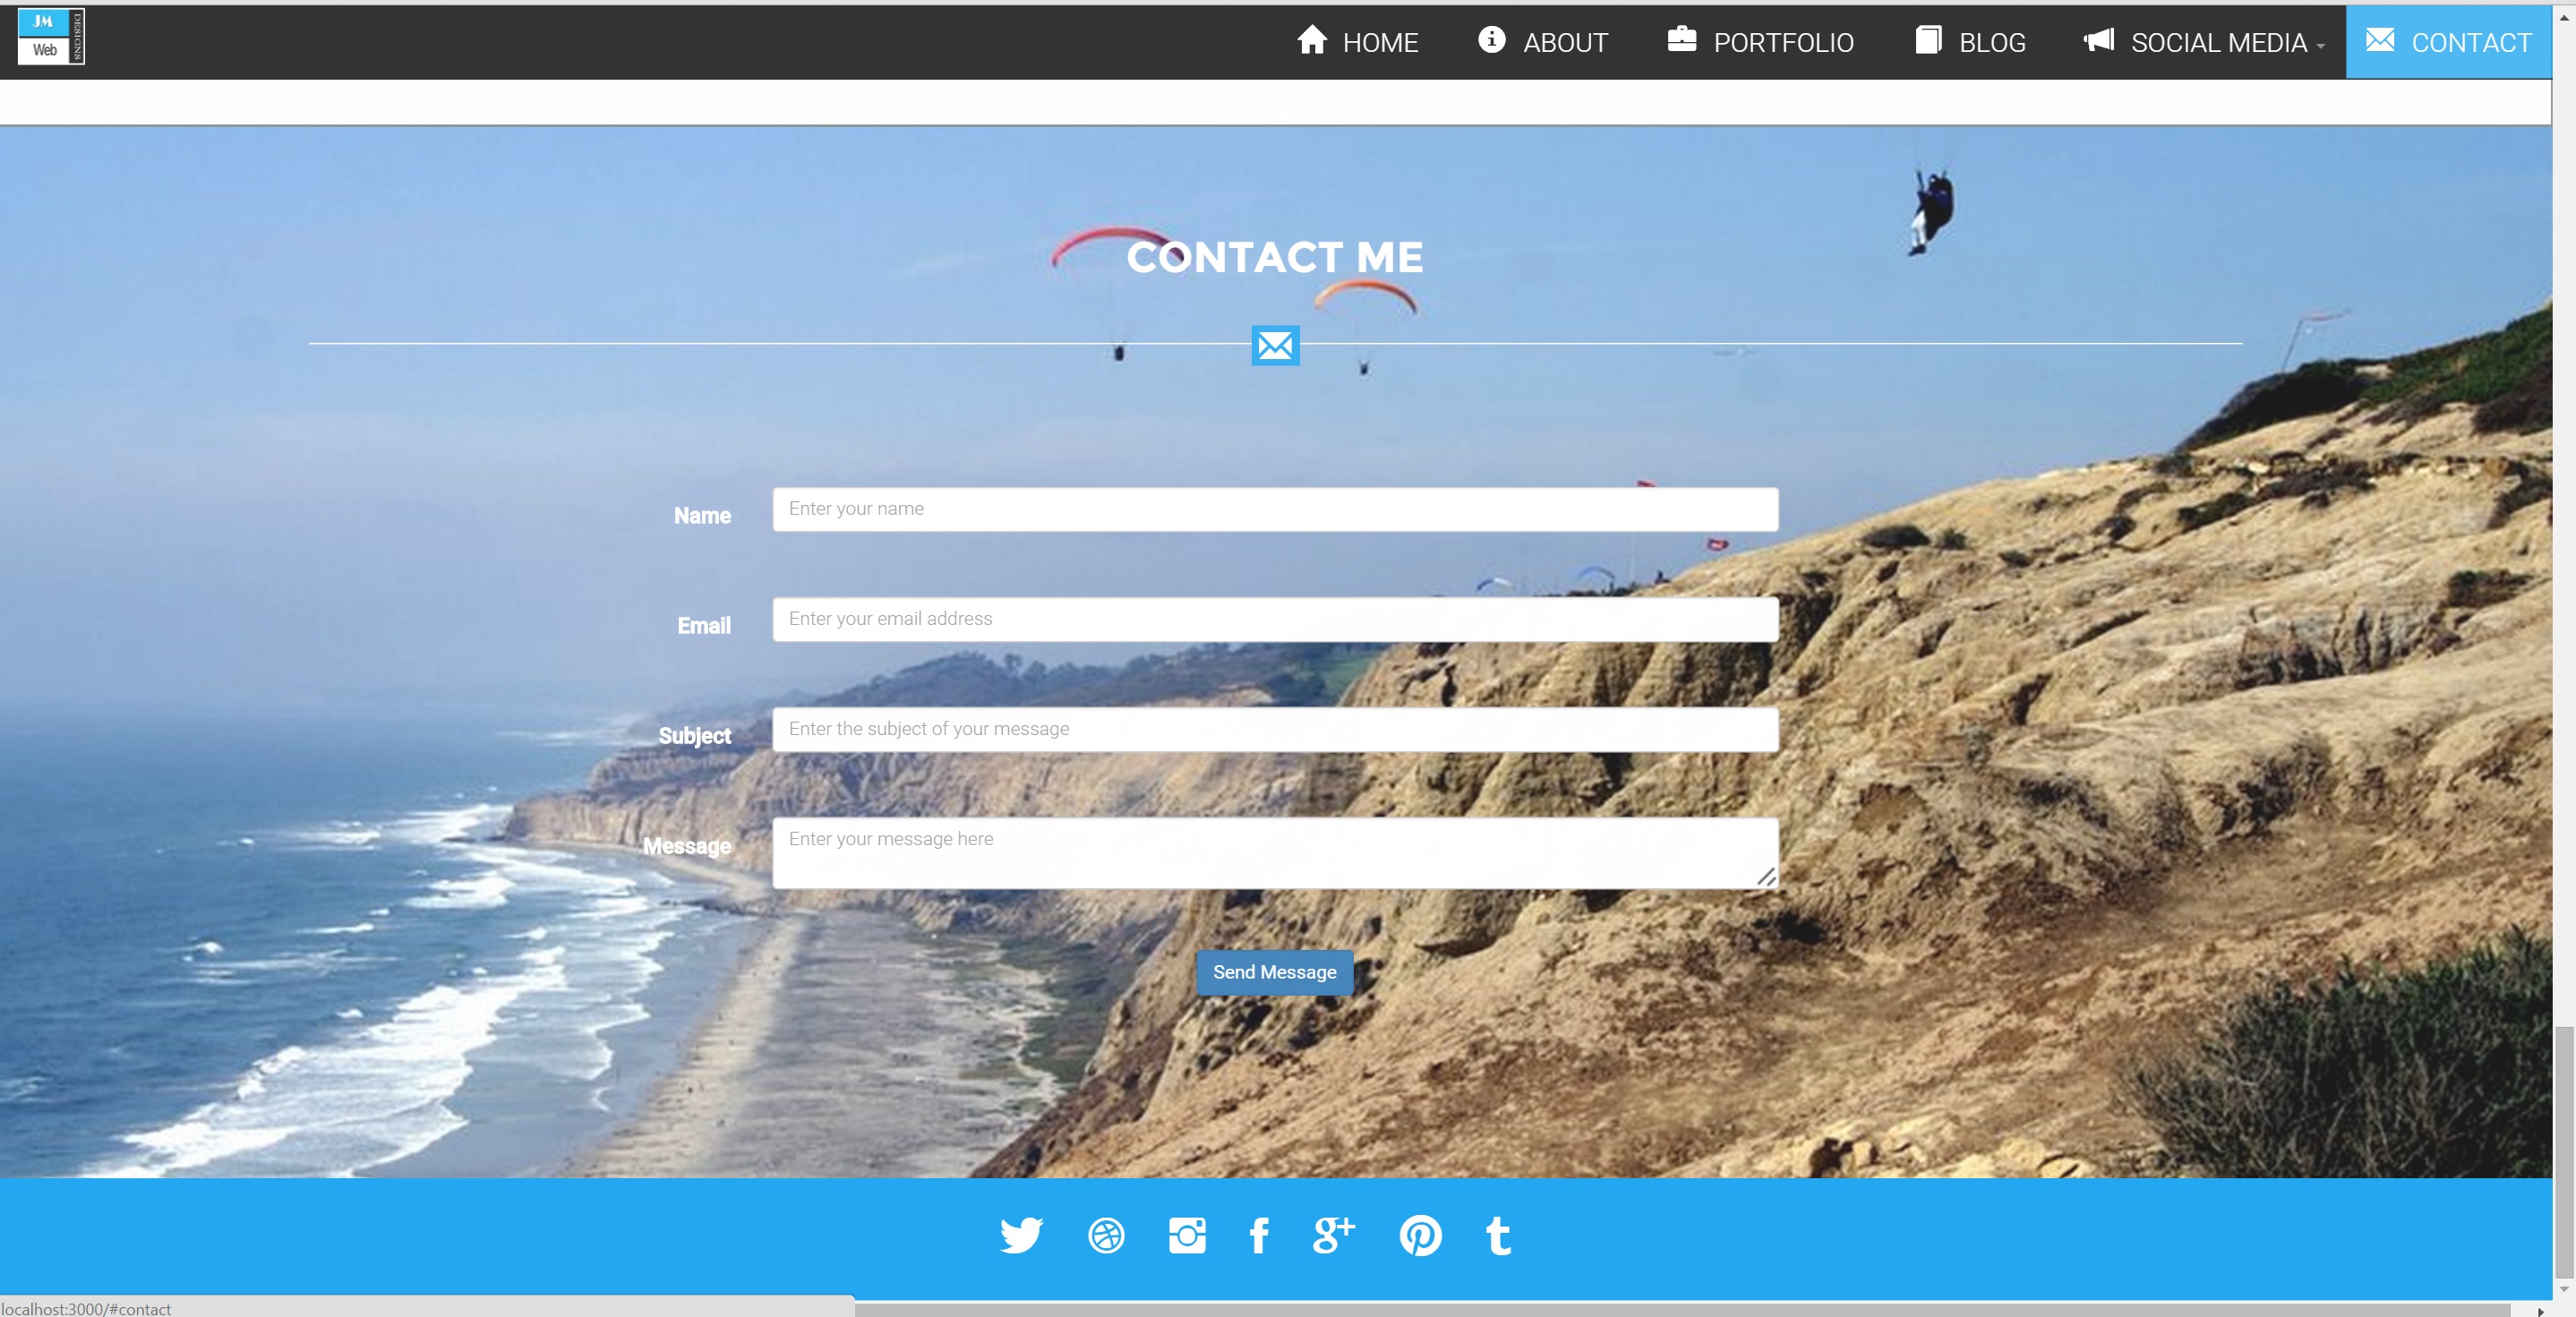 JM
Web
DESIGNS
HOME
ABOUT
PORTFOLIO
BLOG
SOCIAL MEDIA
CONTACT
CONTACT ME
Name
Enter your name
Email
Enter your email address
Subject
Enter the subject of your message
Message
Enter your message here
Send Message
localhost:3000/#contact